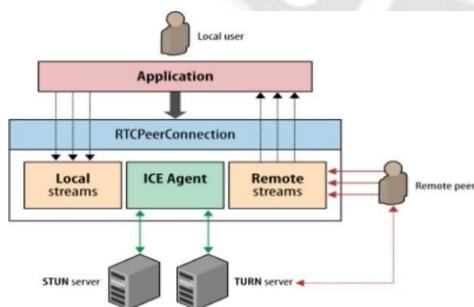 Local user
Application
RTCPeerConnection
Local
streams
ICE Agent
Remote
streams
Remote peer
STUN server
TURN server